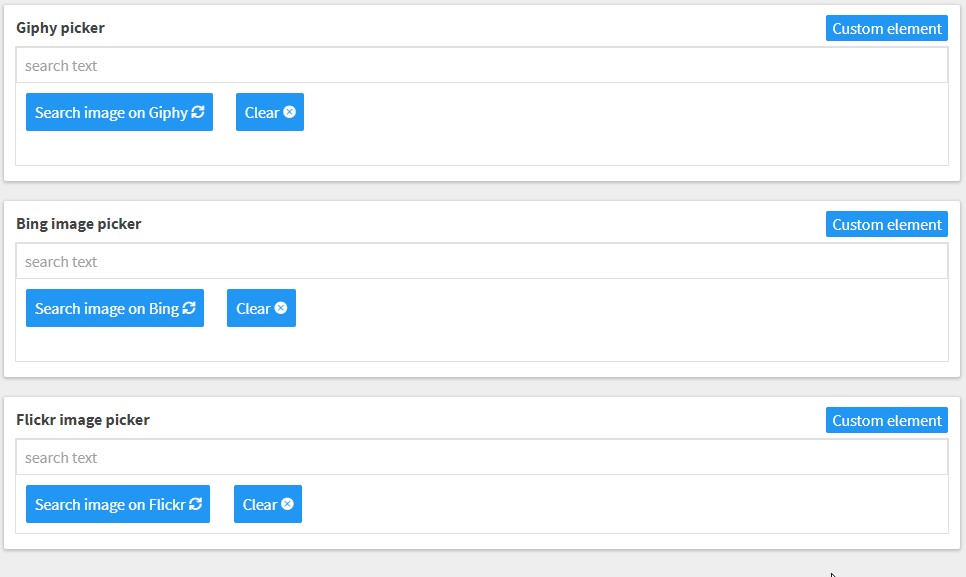 Giphy picker Custom element
search text
Search image on Giphy Clear
Bing image picker Custom element
search text
Search image on Bing Clear
Flickr image picker Custom element
search text
Search image on Flickr Clear